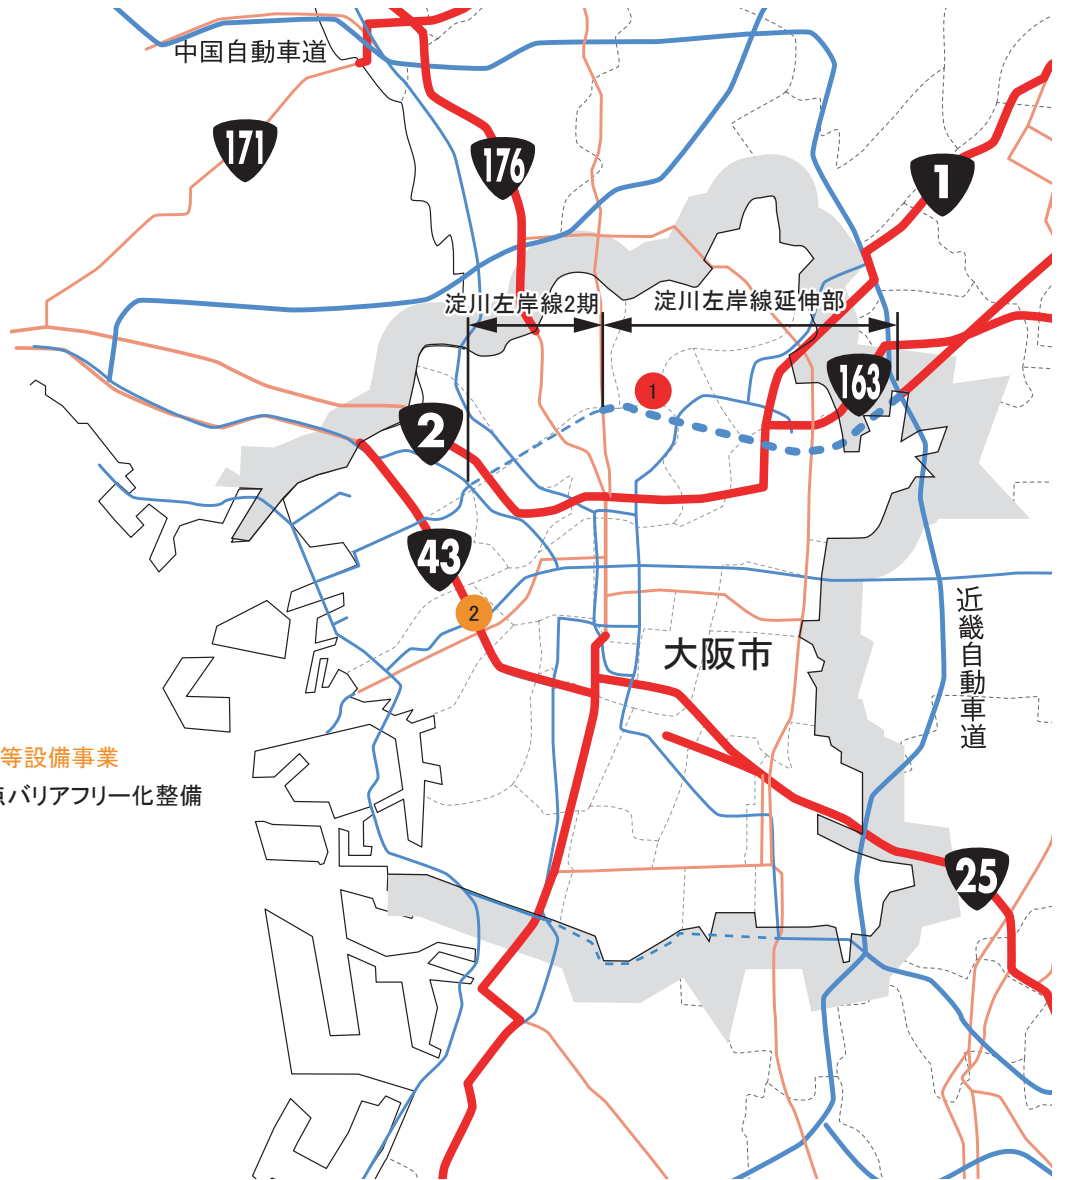 中国自動車道
171
176
1
淀川左岸線2期
淀川左岸線延伸部
163
1
2
43
2
大阪市
近畿自動車道
等設備事業
点バリアフリー化整備
25